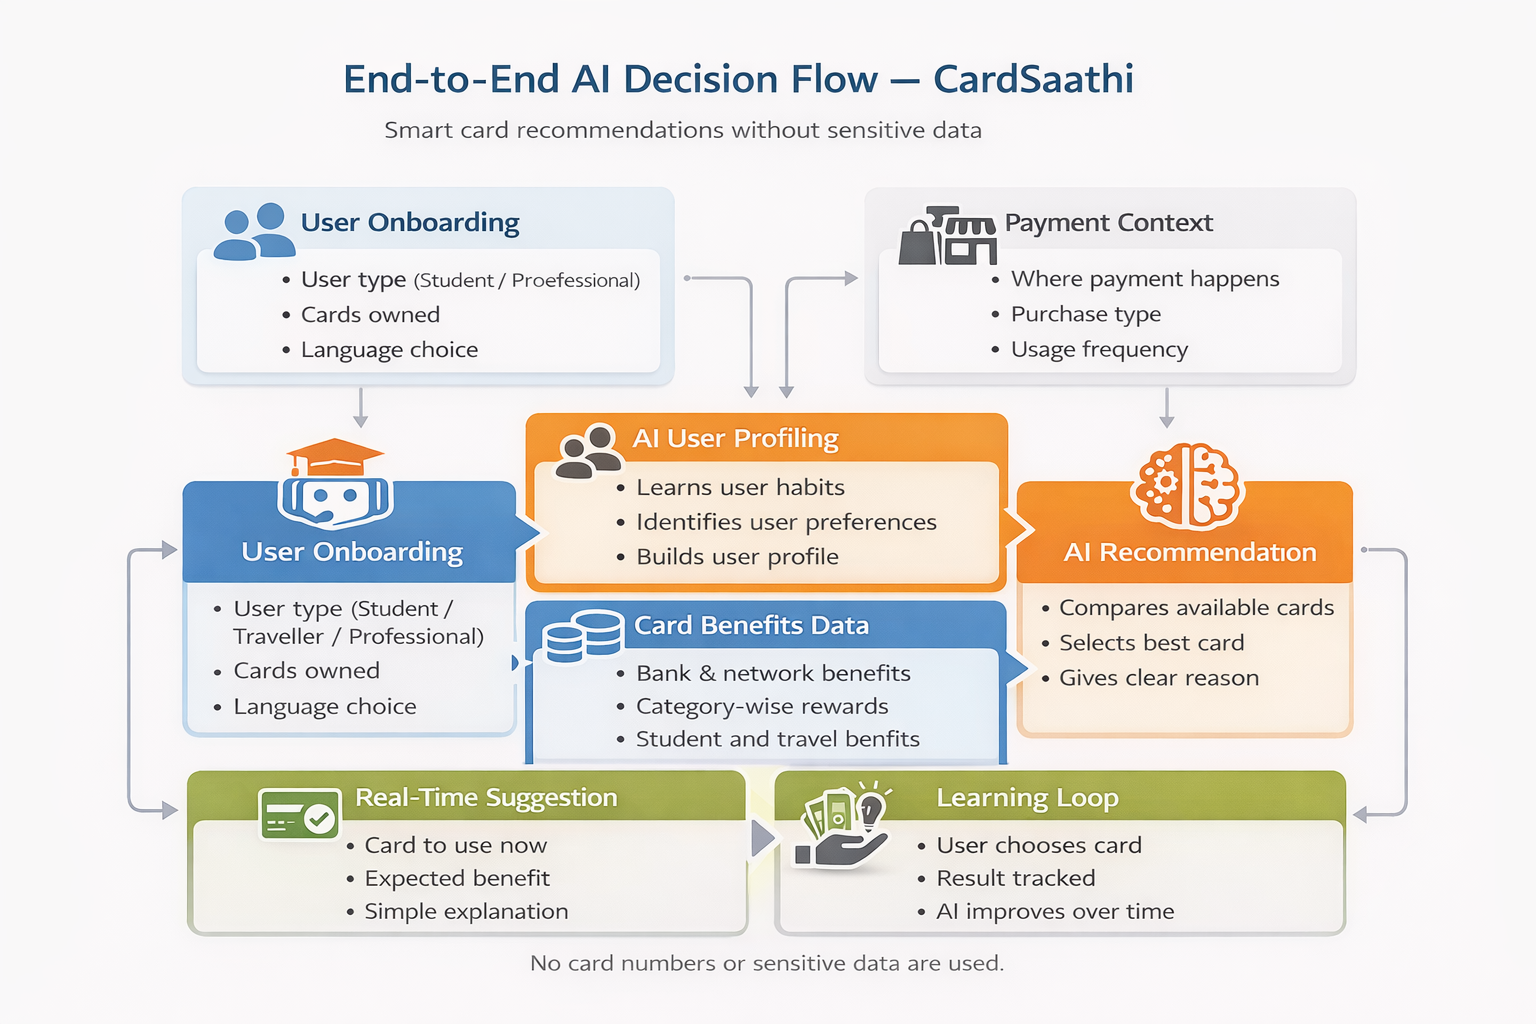 End-to-End AI Decision Flow — CardSaathi
Smart card recommendations without sensitive data
User Onboarding
• User type (Student / Proefessional)
• Cards owned
• Language choice
Payment Context
• Where payment happens
• Purchase type
• Usage frequency
User Onboarding
• User type (Student /
Traveller / Professional)
• Cards owned
• Language choice
AI User Profiling
• Learns user habits
• Identifies user preferences
• Builds user profile
Card Benefits Data
• Bank & network benefits
• Category-wise rewards
• Student and travel benfits
AI Recommendation
• Compares available cards
• Selects best card
• Gives clear reason
Real-Time Suggestion
• Card to use now
• Expected benefit
• Simple explanation
Learning Loop
• User chooses card
• Result tracked
• AI improves over time
No card numbers or sensitive data are used.